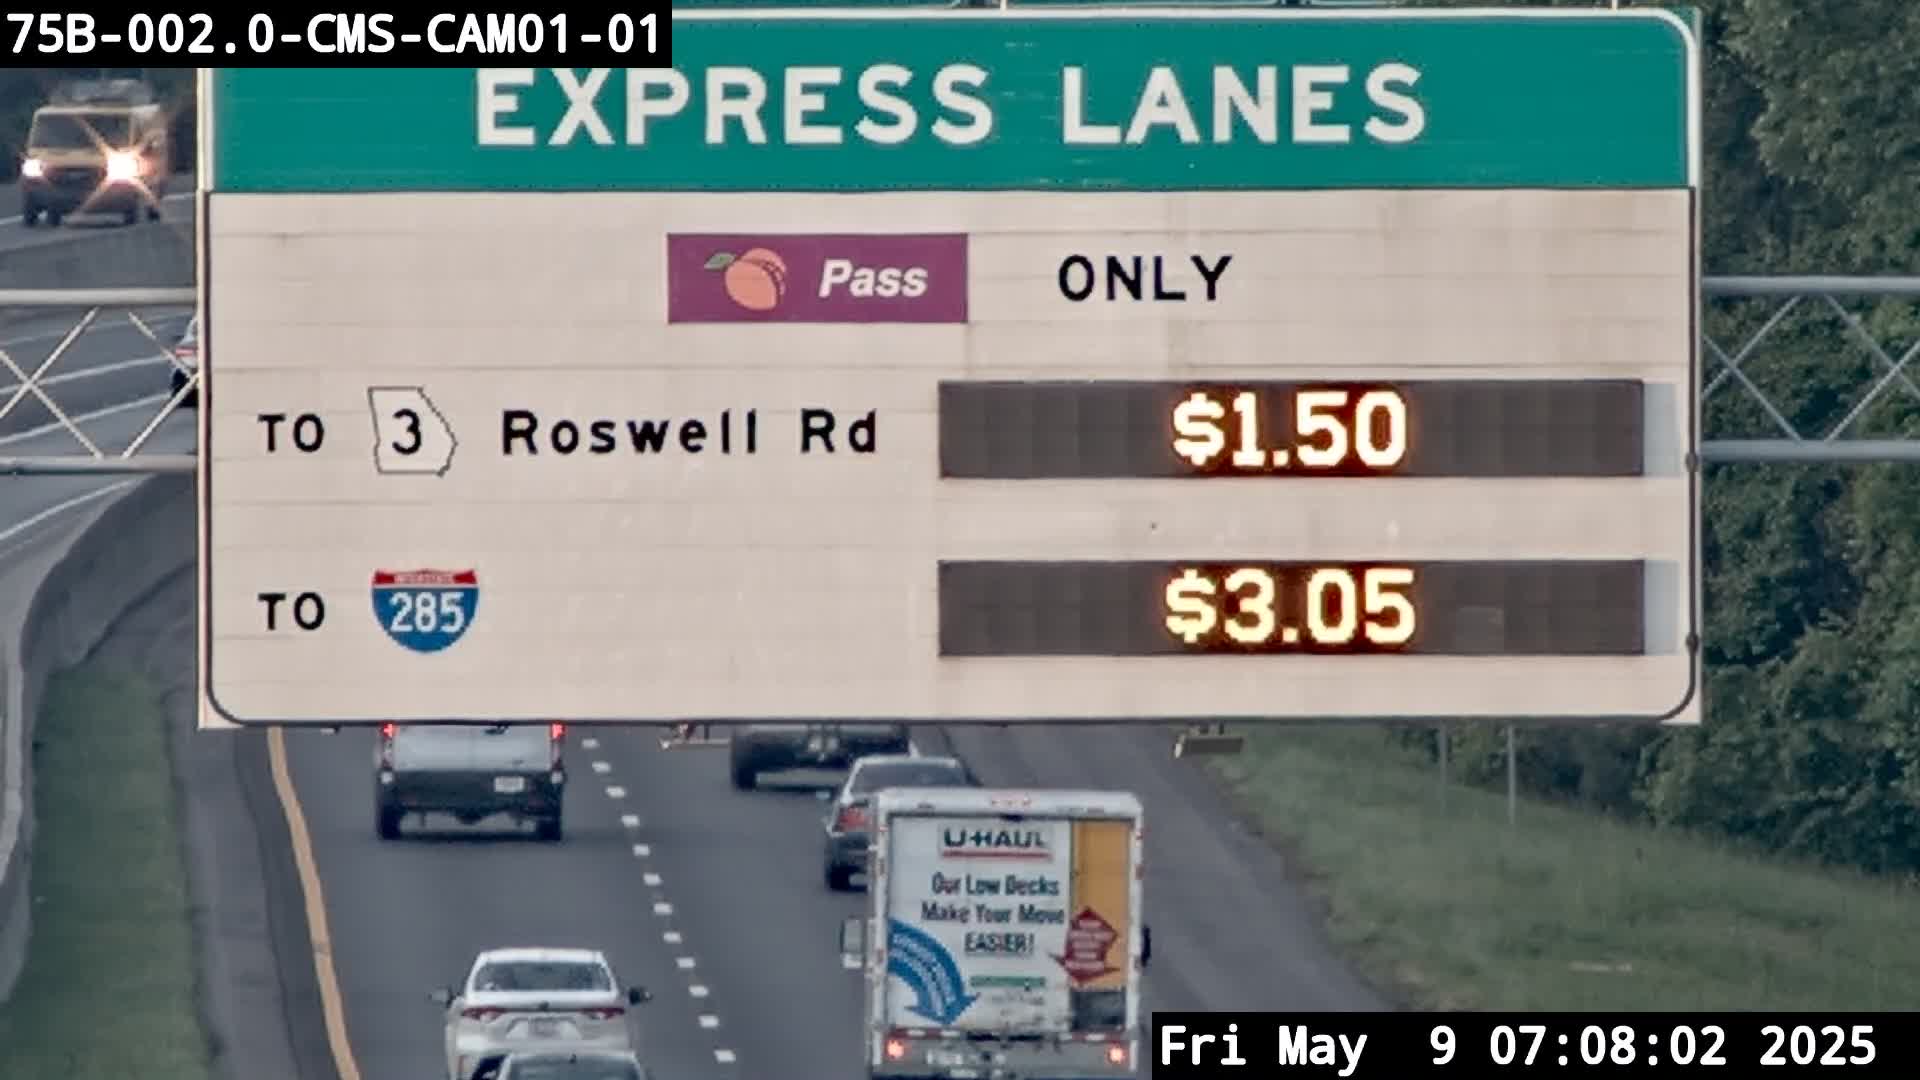 75B-002.0-CMS-CAM01-01
EXPRESS LANES
Pass ONLY
TO 3 Roswell Rd $1.50
TO INTERSTATE 285 $3.05
U-HAUL
Our Low Decks
Make Your Move
EASIER!
Fri May 9 07:08:02 2025